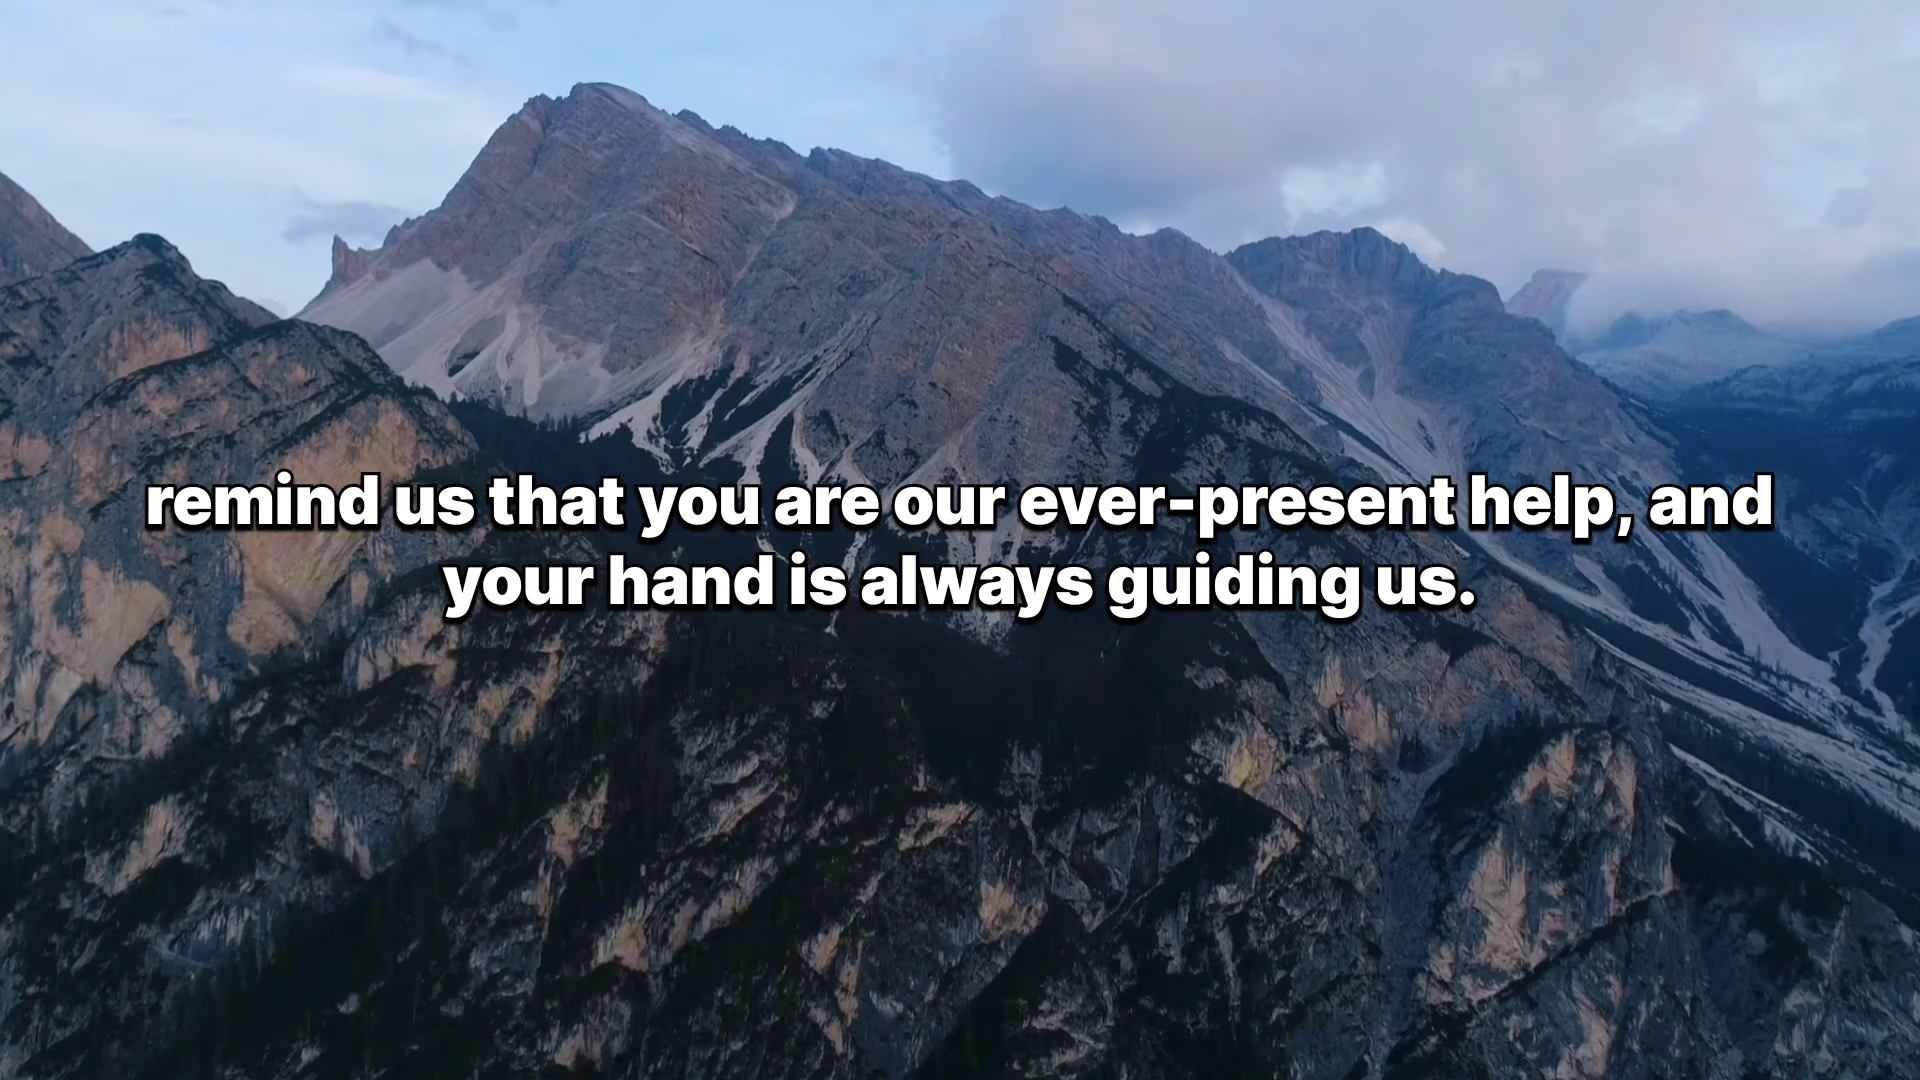 remind us that you are our ever-present help, and
your hand is always guiding us.